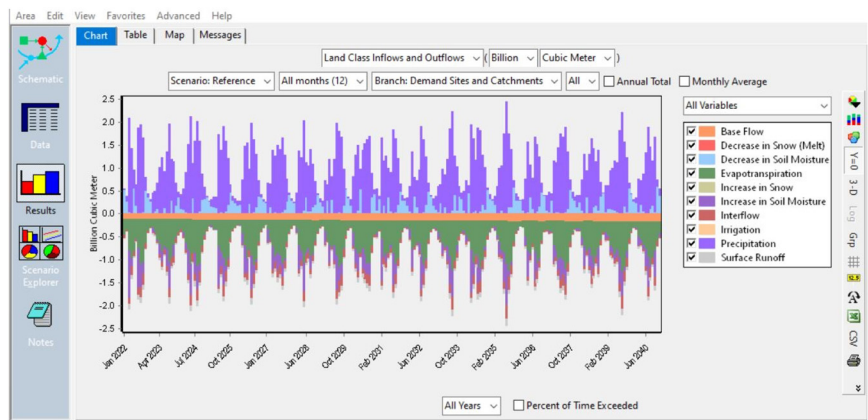 Area Edit View Favorites Advanced Help
Schematic
Data
Results
Scenario
Explorer
Notes
Chart Table Map Messages
Land Class Inflows and Outflows ( Billion Cubic Meter )
Scenario: Reference All months (12) Branch: Demand Sites and Catchments All Annual Total Monthly Average
All Variables
Base Flow
Decrease in Snow (Melt)
Decrease in Soil Moisture
Evapotranspiration
Increase in Snow
Increase in Soil Moisture
Interflow
Irrigation
Precipitation
Surface Runoff
Billion Cubic Meter
2.5
2.0
1.5
1.0
0.5
0.0
-0.5
-1.0
-1.5
-2.0
-2.5
Jan 2022 Apr 2023 Jul 2024 Oct 2025 Jan 2027 Jun 2028 Oct 2029 Feb 2031 Jun 2032 Oct 2033 Feb 2035 Jun 2036 Oct 2037 Feb 2039 Jun 2040
All Years Percent of Time Exceeded
Y=0
3-D
Log
Grp
CSV